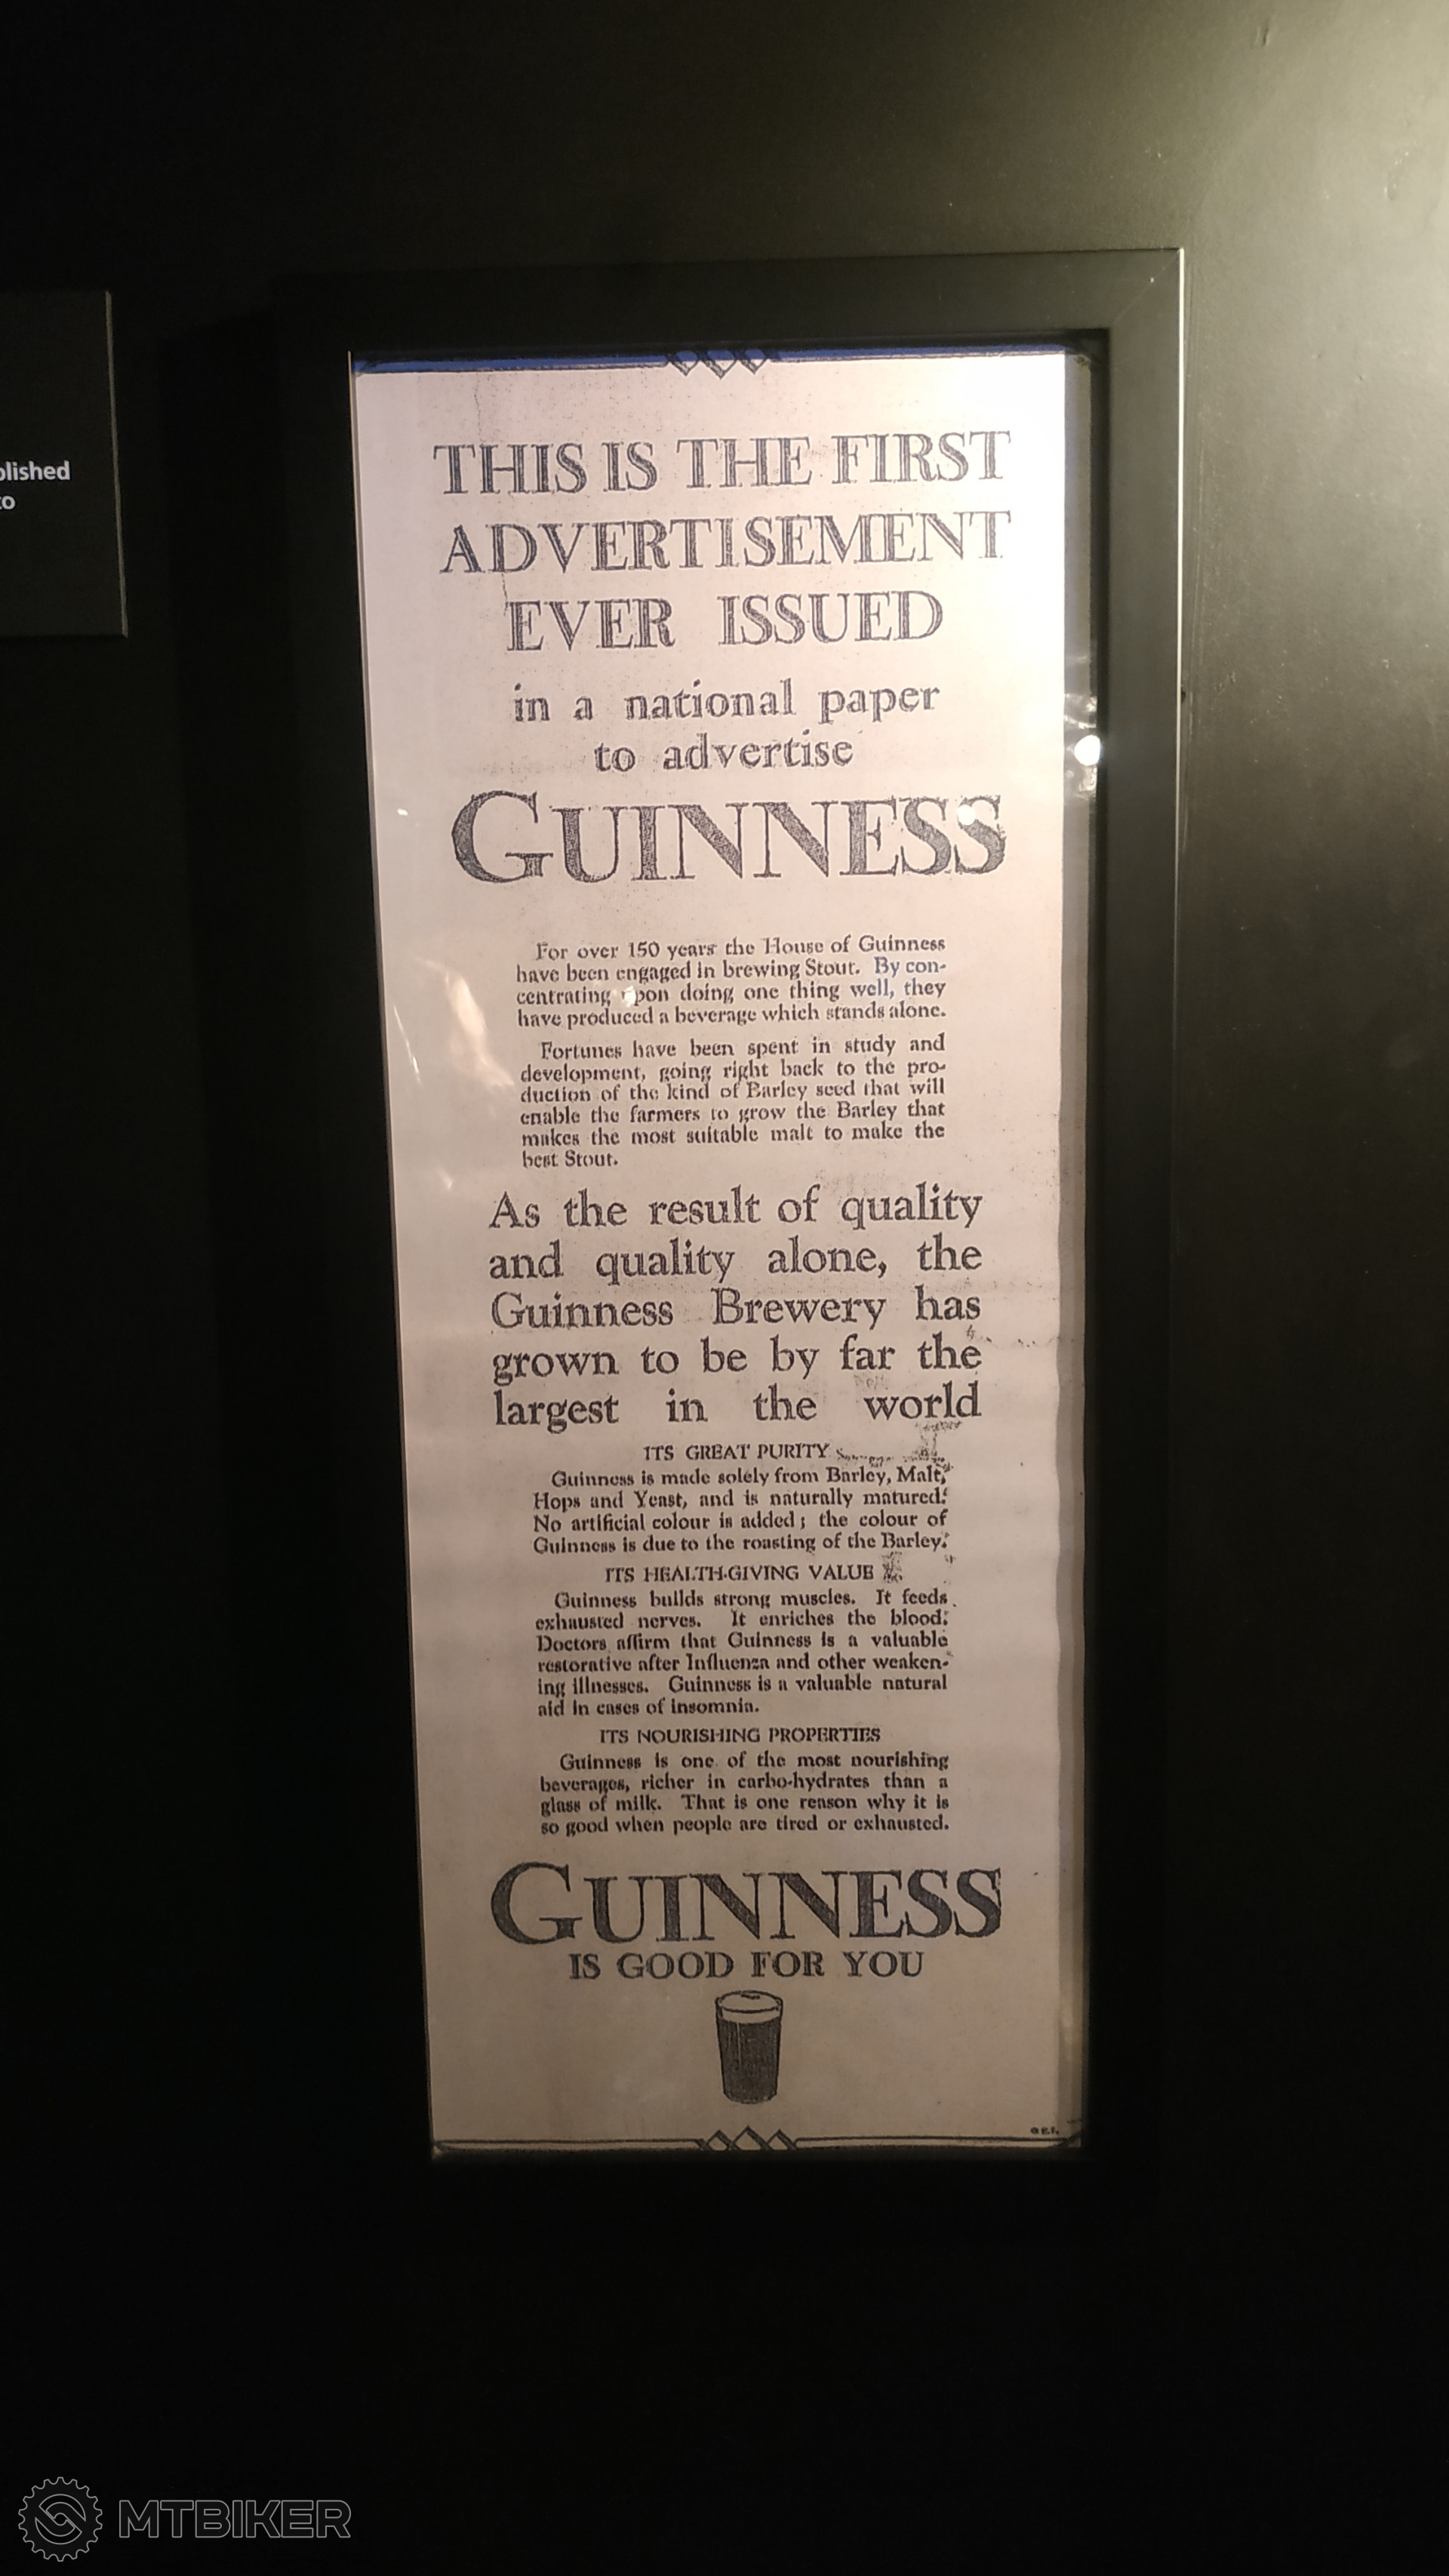 THIS IS THE FIRST
ADVERTISEMENT
EVER ISSUED
in a national paper
to advertise
GUINNESS
For over 150 years the House of Guinness
have been engaged in brewing Stout. By con-
centrating upon doing one thing well, they
have produced a beverage which stands alone.
Fortunes have been spent in study and
development, going right back to the pro-
duction of the kind of Barley seed that will
enable the farmers to grow the Barley that
makes the most suitable malt to make the
best Stout.
As the result of quality
and quality alone, the
Guinness Brewery has
grown to be by far the
largest in the world
ITS GREAT PURITY
Guinness is made solely from Barley, Malt,
Hops and Yeast, and is naturally matured.
No artificial colour is added; the colour of
Guinness is due to the roasting of the Barley.
ITS HEALTH-GIVING VALUE
Guinness builds strong muscles. It feeds
exhausted nerves. It enriches the blood.
Doctors affirm that Guinness is a valuable
restorative after Influenza and other weaken-
ing illnesses. Guinness is a valuable natural
aid in cases of insomnia.
ITS NOURISHING PROPERTIES
Guinness is one of the most nourishing
beverages, richer in carbo-hydrates than a
glass of milk. That is one reason why it is
so good when people are tired or exhausted.
GUINNESS
IS GOOD FOR YOU
MTBIKER